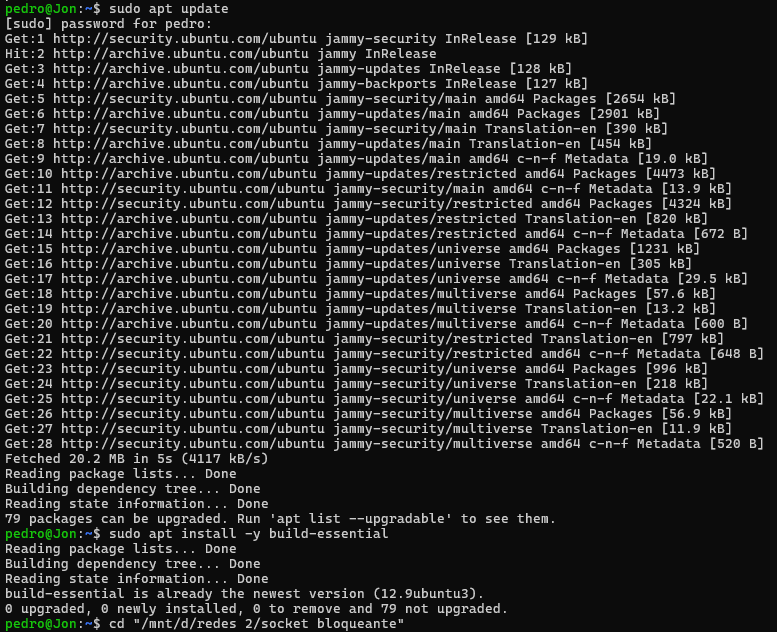 pedro@Jon:~$ sudo apt update
[sudo] password for pedro:
Get:1 http://security.ubuntu.com/ubuntu jammy-security InRelease [129 kB]
Hit:2 http://archive.ubuntu.com/ubuntu jammy InRelease
Get:3 http://archive.ubuntu.com/ubuntu jammy-updates InRelease [128 kB]
Get:4 http://archive.ubuntu.com/ubuntu jammy-backports InRelease [127 kB]
Get:5 http://security.ubuntu.com/ubuntu jammy-security/main amd64 Packages [2654 kB]
Get:6 http://archive.ubuntu.com/ubuntu jammy-updates/main amd64 Packages [2901 kB]
Get:7 http://security.ubuntu.com/ubuntu jammy-security/main Translation-en [390 kB]
Get:8 http://archive.ubuntu.com/ubuntu jammy-updates/main Translation-en [454 kB]
Get:9 http://archive.ubuntu.com/ubuntu jammy-updates/main amd64 c-n-f Metadata [19.0 kB]
Get:10 http://archive.ubuntu.com/ubuntu jammy-updates/restricted amd64 Packages [4473 kB]
Get:11 http://security.ubuntu.com/ubuntu jammy-security/main amd64 c-n-f Metadata [13.9 kB]
Get:12 http://security.ubuntu.com/ubuntu jammy-security/restricted amd64 Packages [4324 kB]
Get:13 http://archive.ubuntu.com/ubuntu jammy-updates/restricted Translation-en [820 kB]
Get:14 http://archive.ubuntu.com/ubuntu jammy-updates/restricted amd64 c-n-f Metadata [672 B]
Get:15 http://archive.ubuntu.com/ubuntu jammy-updates/universe amd64 Packages [1231 kB]
Get:16 http://archive.ubuntu.com/ubuntu jammy-updates/universe Translation-en [305 kB]
Get:17 http://archive.ubuntu.com/ubuntu jammy-updates/universe amd64 c-n-f Metadata [29.5 kB]
Get:18 http://archive.ubuntu.com/ubuntu jammy-updates/multiverse amd64 Packages [57.6 kB]
Get:19 http://archive.ubuntu.com/ubuntu jammy-updates/multiverse Translation-en [13.2 kB]
Get:20 http://archive.ubuntu.com/ubuntu jammy-updates/multiverse amd64 c-n-f Metadata [600 B]
Get:21 http://security.ubuntu.com/ubuntu jammy-security/restricted Translation-en [797 kB]
Get:22 http://security.ubuntu.com/ubuntu jammy-security/restricted amd64 c-n-f Metadata [648 B]
Get:23 http://security.ubuntu.com/ubuntu jammy-security/universe amd64 Packages [996 kB]
Get:24 http://security.ubuntu.com/ubuntu jammy-security/universe Translation-en [218 kB]
Get:25 http://security.ubuntu.com/ubuntu jammy-security/universe amd64 c-n-f Metadata [22.1 kB]
Get:26 http://security.ubuntu.com/ubuntu jammy-security/multiverse amd64 Packages [56.9 kB]
Get:27 http://security.ubuntu.com/ubuntu jammy-security/multiverse Translation-en [11.9 kB]
Get:28 http://security.ubuntu.com/ubuntu jammy-security/multiverse amd64 c-n-f Metadata [520 B]
Fetched 20.2 MB in 5s (4117 kB/s)
Reading package lists... Done
Building dependency tree... Done
Reading state information... Done
79 packages can be upgraded. Run 'apt list --upgradable' to see them.
pedro@Jon:~$ sudo apt install -y build-essential
Reading package lists... Done
Building dependency tree... Done
Reading state information... Done
build-essential is already the newest version (12.9ubuntu3).
0 upgraded, 0 newly installed, 0 to remove and 79 not upgraded.
pedro@Jon:~$ cd "/mnt/d/redes 2/socket bloqueante"